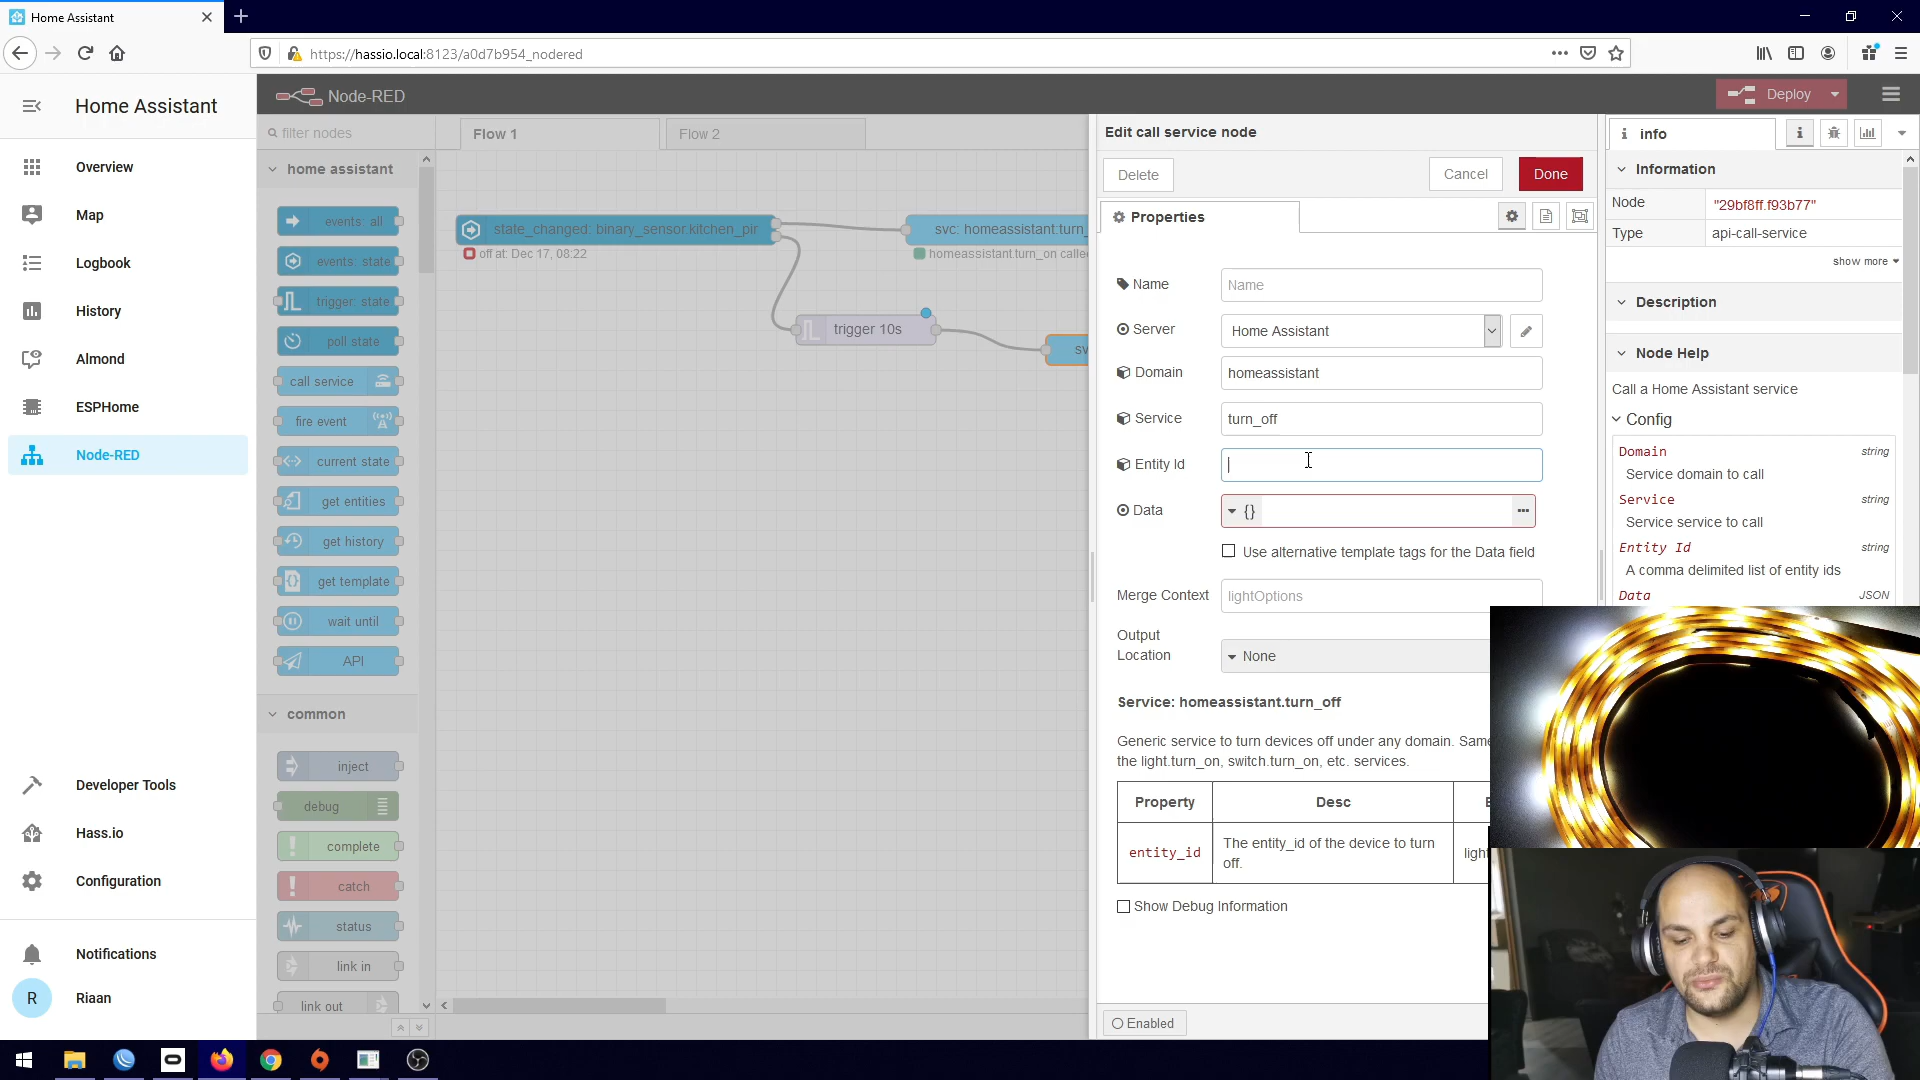 Home Assistant
https://hassio.local:8123/a0d7b954_nodered
Home Assistant
Overview
Map
Logbook
History
Almond
ESPHome
Node-RED
Developer Tools
Hass.io
Configuration
Notifications
R
Riaan
Node-RED
Deploy
filter nodes
home assistant
events: all
events: state
trigger: state
poll state
call service
fire event
current state
get entities
get history
get template
wait until
API
common
inject
debug
complete
catch
status
link in
link out
Flow 1
Flow 2
state_changed: binary_sensor.kitchen_pir
off at: Dec 17, 08:22
svc: homeassistant:turn_
homeassistant.turn_on calle
trigger 10s
sv
Edit call service node
Delete
Cancel
Done
Properties
Name
Name
Server
Home Assistant
Domain
homeassistant
Service
turn_off
Entity Id
Data
{}
Use alternative template tags for the Data field
Merge Context
lightOptions
Output
Location
None
Service: homeassistant.turn_off
Generic service to turn devices off under any domain. Same
the light.turn_on, switch.turn_on, etc. services.
Property
Desc
E
entity_id
The entity_id of the device to turn
off.
light
Show Debug Information
Enabled
info
Information
Node
"29bf8ff.f93b77"
Type
api-call-service
show more
Description
Node Help
Call a Home Assistant service
Config
Domain
string
Service domain to call
Service
string
Service service to call
Entity Id
string
A comma delimited list of entity ids
Data
JSON